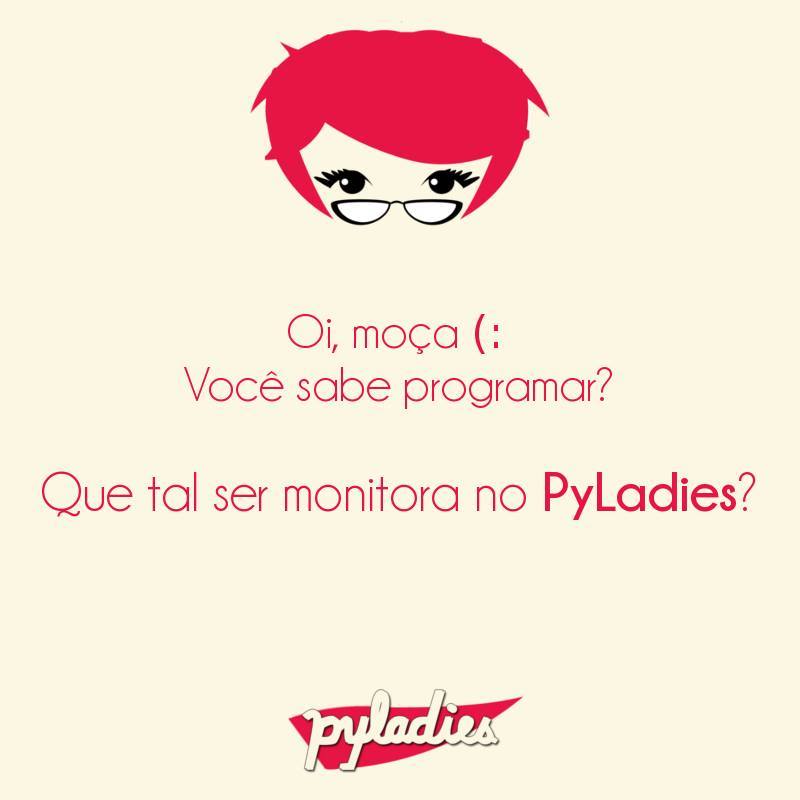 Oi, moça (:
Você sabe programar?
Que tal ser monitora no PyLadies?
pyladies